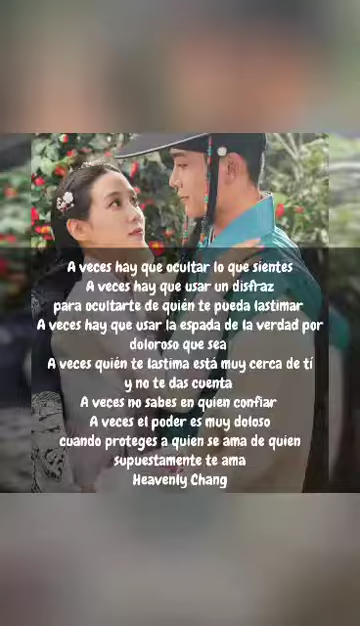 A veces hay que ocultar lo que sientes
A veces hay que usar un disfraz
para ocultarte de quién te pueda lastimar
A veces hay que usar la espada de la verdad por
doloroso que sea
A veces quién te lastima está muy cerca de tí
y no te das cuenta
A veces no sabes en quien confiar
A veces el poder es muy doloso
cuando proteges a quien se ama de quien
supuestamente te ama
Heavenly Chang